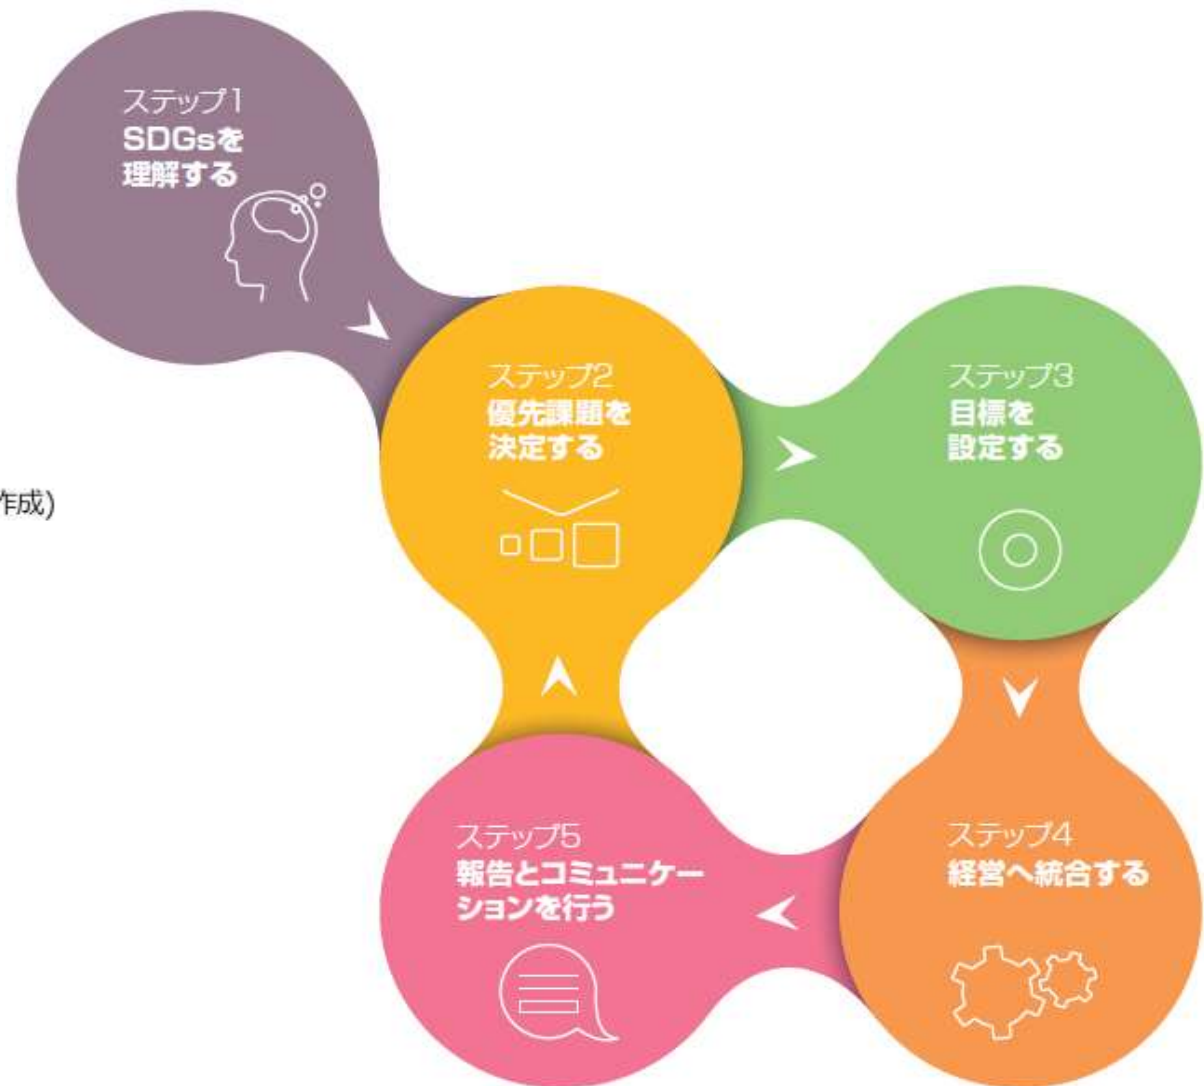 ステップ1
SDGsを
理解する
ステップ2
優先課題を
決定する
ステップ3
目標を
設定する
作成)
ステップ5
報告とコミュニケー
ションを行う
ステップ4
経営へ統合する